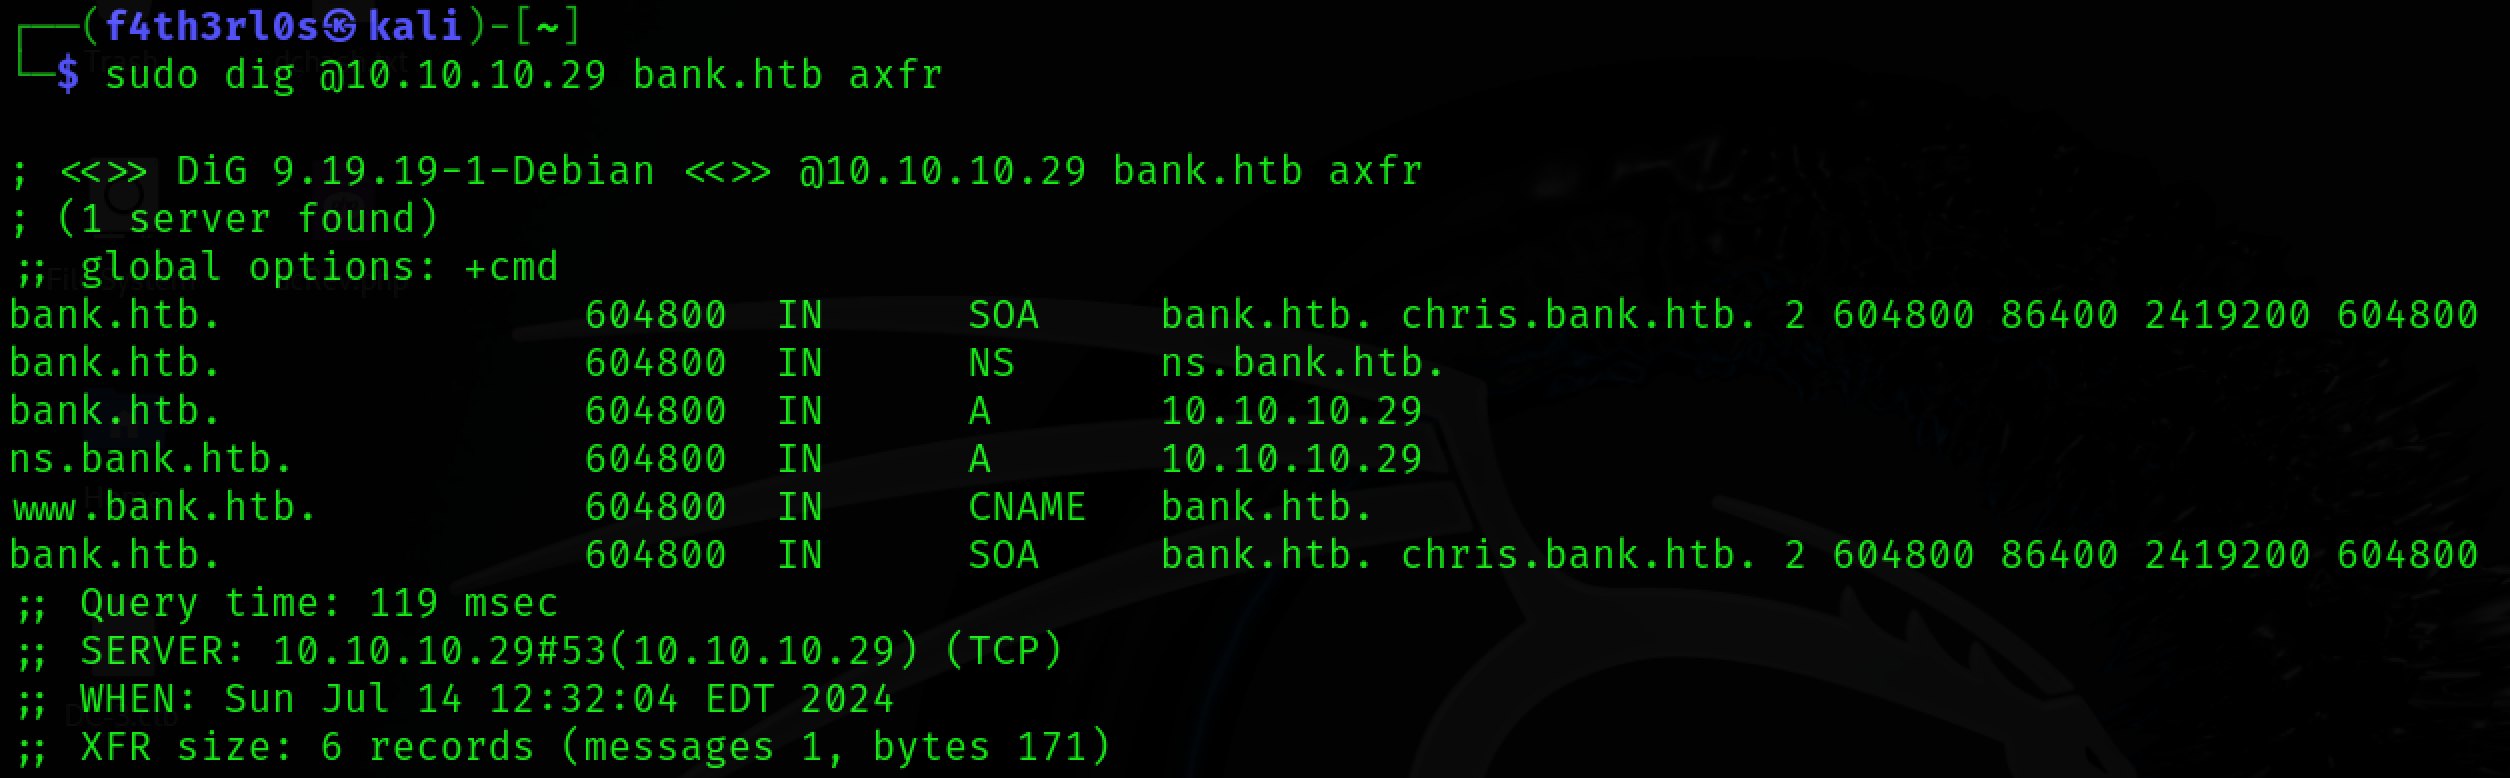 ┌──(f4th3rl0s㉿kali)-[~]
└─$ sudo dig @10.10.10.29 bank.htb axfr
; <<>> DiG 9.19.19-1-Debian <<>> @10.10.10.29 bank.htb axfr
; (1 server found)
;; global options: +cmd
bank.htb. 604800 IN SOA bank.htb. chris.bank.htb. 2 604800 86400 2419200 604800
bank.htb. 604800 IN NS ns.bank.htb.
bank.htb. 604800 IN A 10.10.10.29
ns.bank.htb. 604800 IN A 10.10.10.29
www.bank.htb. 604800 IN CNAME bank.htb.
bank.htb. 604800 IN SOA bank.htb. chris.bank.htb. 2 604800 86400 2419200 604800
;; Query time: 119 msec
;; SERVER: 10.10.10.29#53(10.10.10.29) (TCP)
;; WHEN: Sun Jul 14 12:32:04 EDT 2024
;; XFR size: 6 records (messages 1, bytes 171)